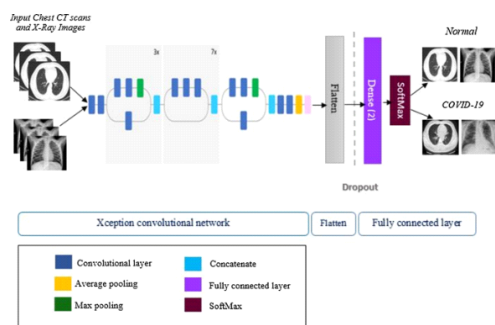 Input Chest CT scans
and X-Ray Images
3x
7x
Flatten
Dense (2)
SoftMax
Normal
COVID-19
Dropout
Xception convolutional network
Flatten
Fully connected layer
Convolutional layer
Concatenate
Average pooling
Fully connected layer
Max pooling
SoftMax